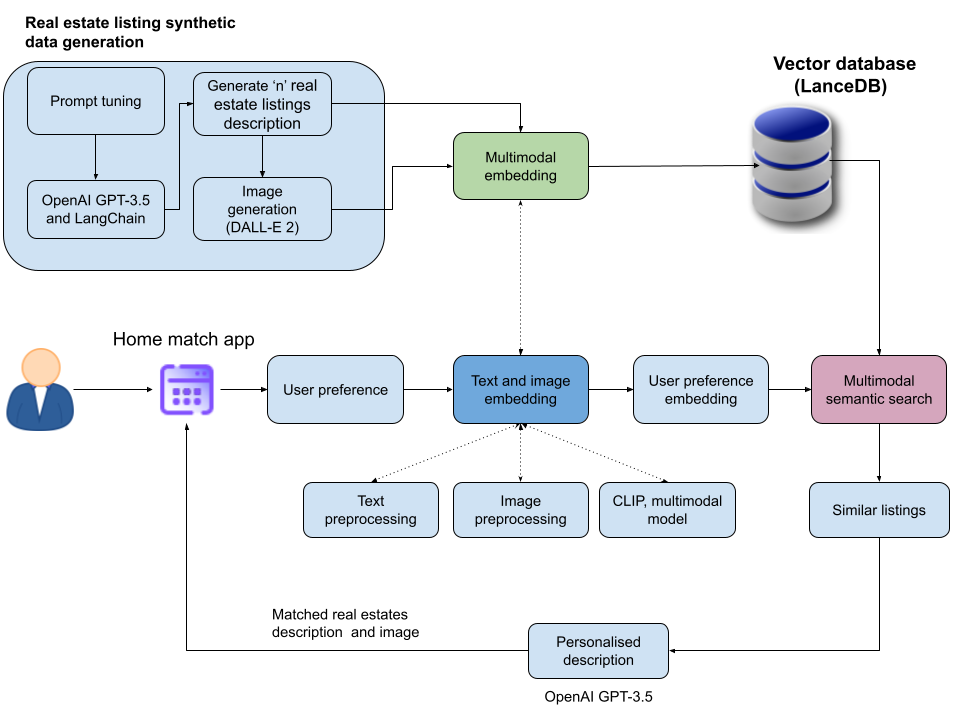 Real estate listing synthetic
data generation
Prompt tuning
Generate ‘n’ real
estate listings
description
OpenAI GPT-3.5
and LangChain
Image
generation
(DALL-E 2)
Multimodal
embedding
Vector database
(LanceDB)
Home match app
User preference
Text and image
embedding
User preference
embedding
Multimodal
semantic search
Text
preprocessing
Image
preprocessing
CLIP, multimodal
model
Similar listings
Matched real estates
description and image
Personalised
description
OpenAI GPT-3.5